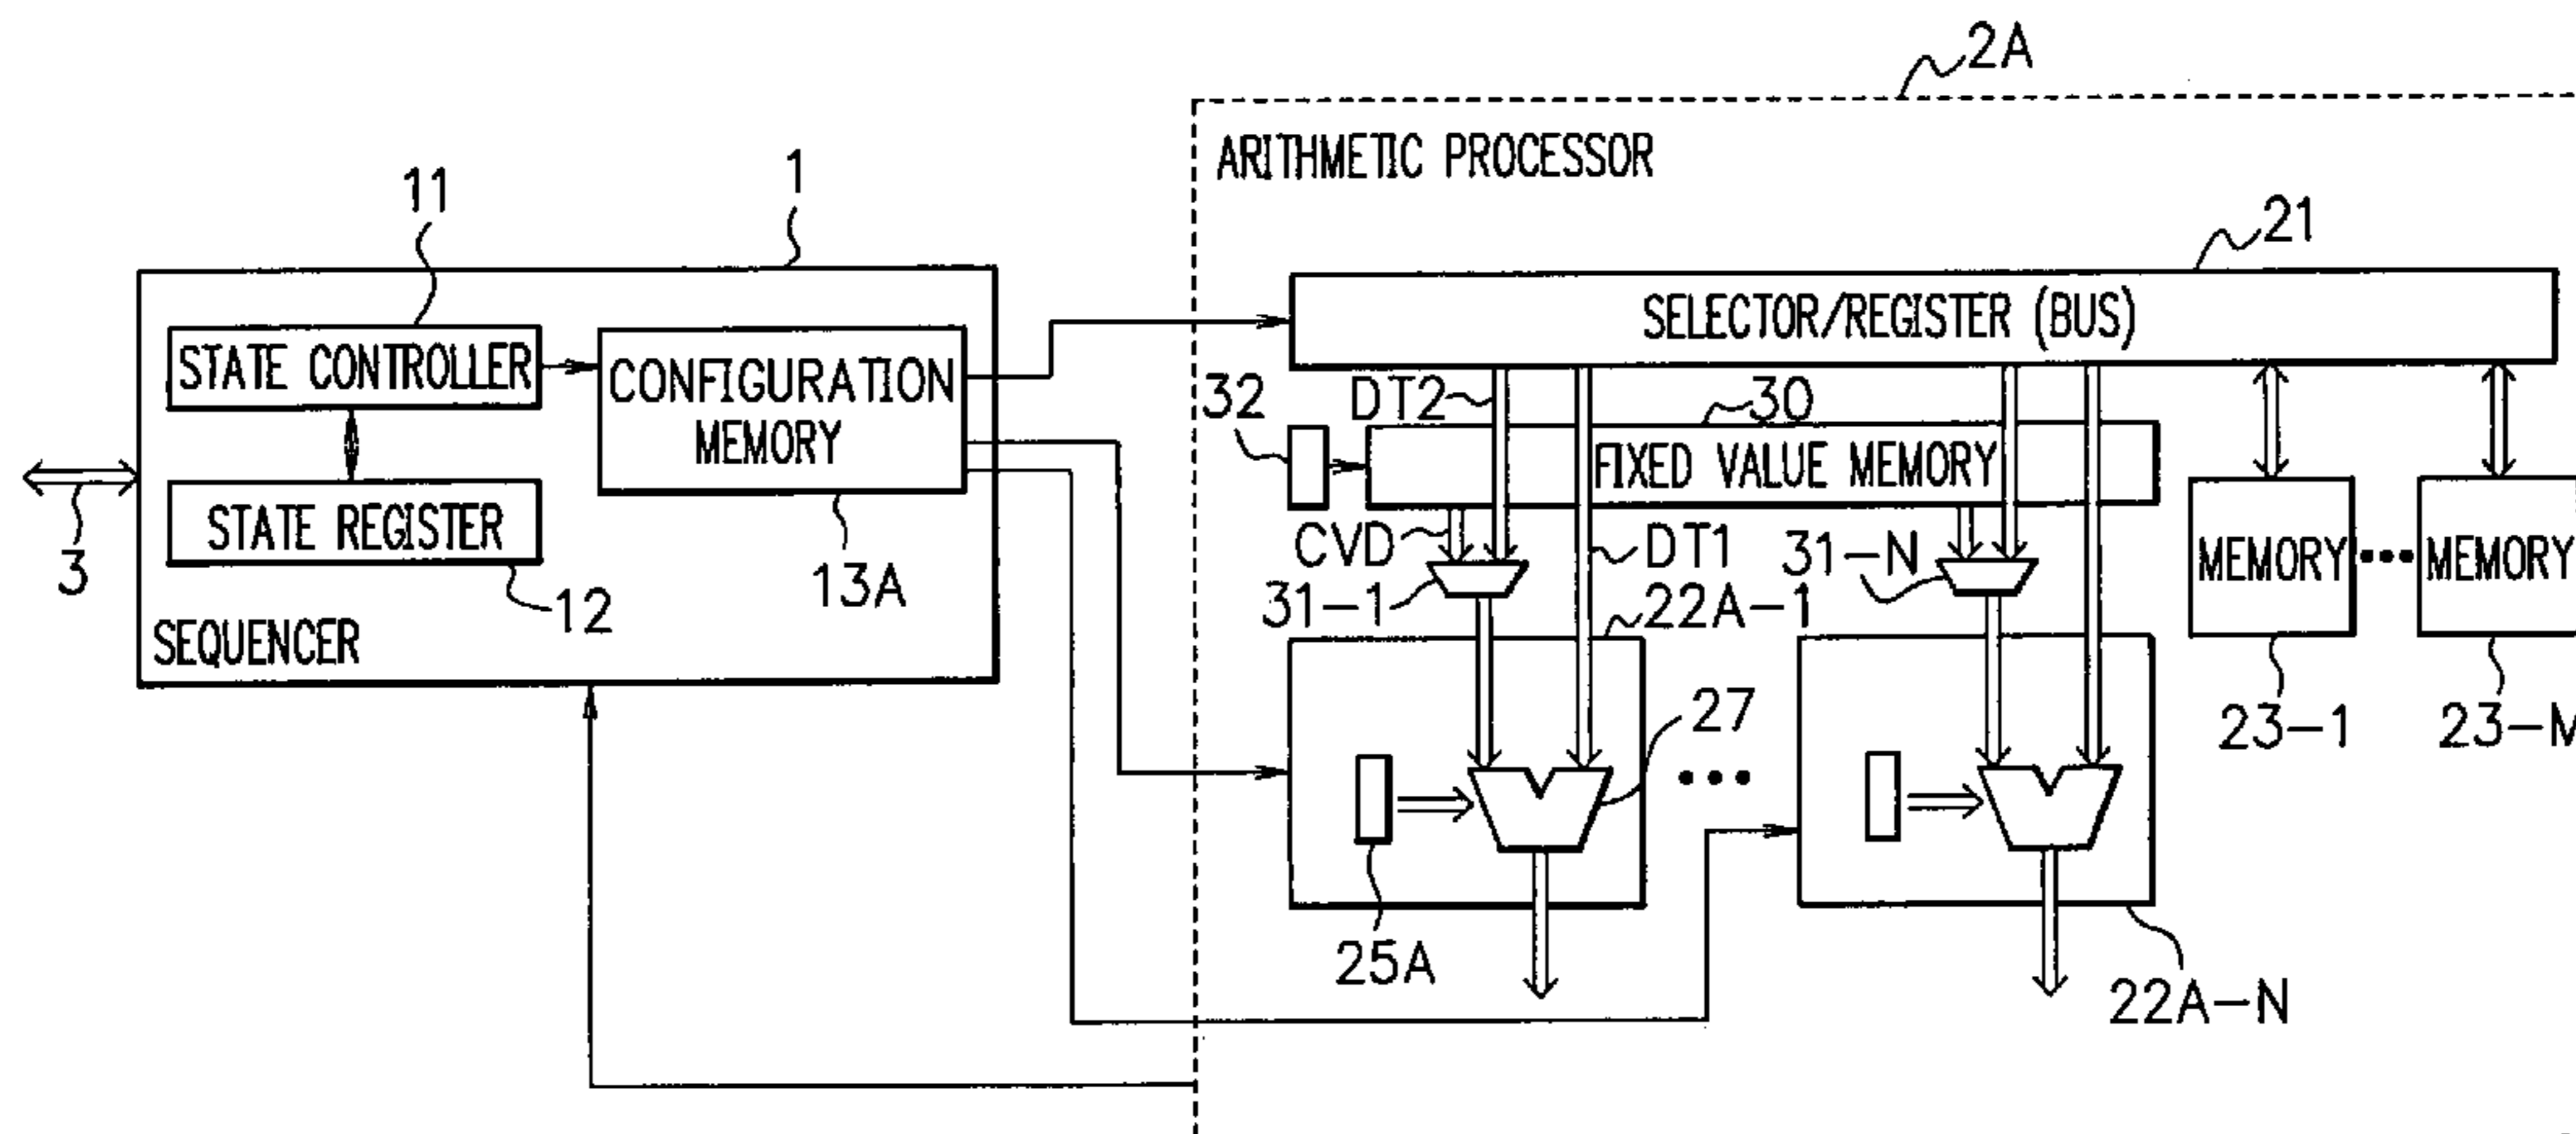 2A
ARITHMETIC PROCESSOR
1
11
21
SELECTOR/REGISTER (BUS)
STATE CONTROLLER
CONFIGURATION
MEMORY
32
DT2
30
FIXED VALUE MEMORY
3
STATE REGISTER
CVD
DT1
31-N
MEMORY
•••
MEMORY
13A
31-1
22A-1
12
SEQUENCER
27
23-1
23-M
•••
25A
22A-N